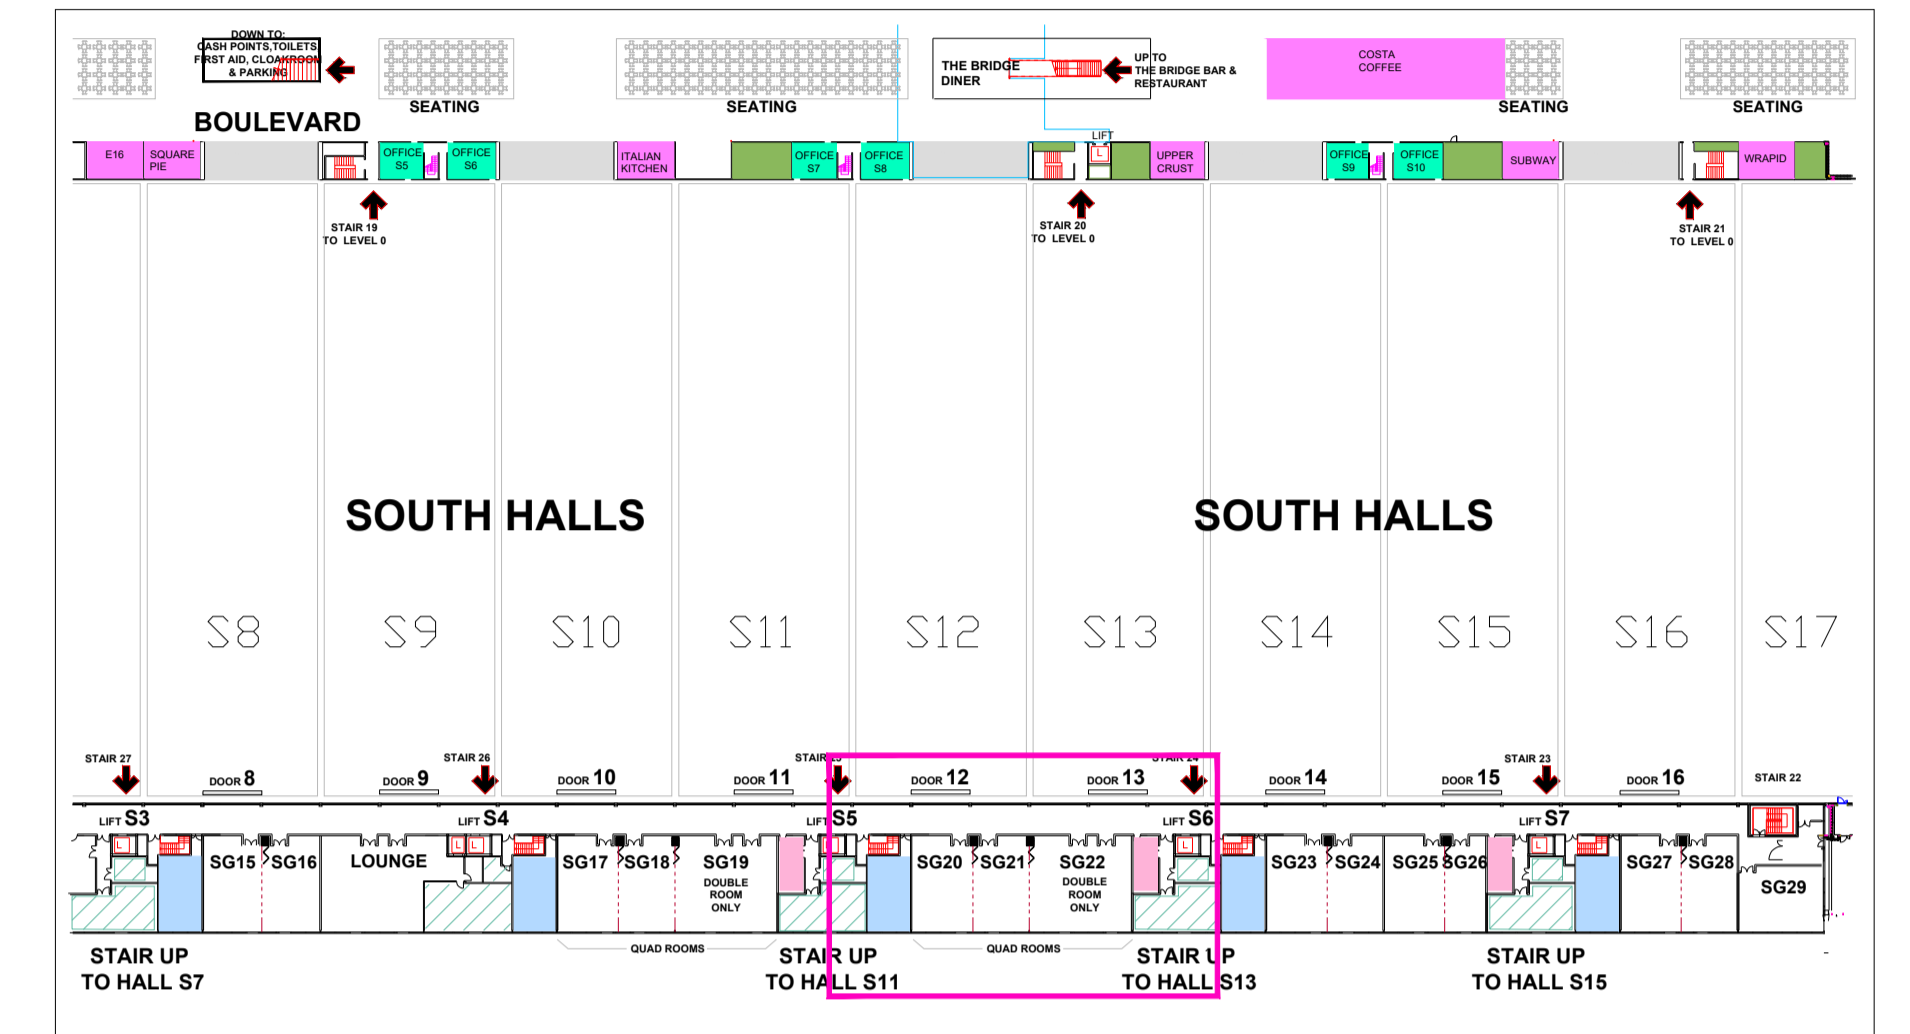 DOWN TO:
CASH POINTS,TOILETS
FIRST AID, CLOAKROOM
& PARKING
SEATING
SEATING
THE BRIDGE
DINER
UP TO
THE BRIDGE BAR &
RESTAURANT
COSTA
COFFEE
SEATING
SEATING
BOULEVARD
E16
SQUARE
PIE
OFFICE
S5
OFFICE
S6
ITALIAN
KITCHEN
OFFICE
S7
OFFICE
S8
LIFT
L
UPPER
CRUST
OFFICE
S9
OFFICE
S10
SUBWAY
WRAPID
STAIR 19
TO LEVEL 0
STAIR 20
TO LEVEL 0
STAIR 21
TO LEVEL 0
SOUTH HALLS
SOUTH HALLS
S8
S9
S10
S11
S12
S13
S14
S15
S16
S17
STAIR 27
DOOR 8
DOOR 9
STAIR 26
DOOR 10
DOOR 11
STAIR 25
DOOR 12
DOOR 13
STAIR 24
DOOR 14
DOOR 15
STAIR 23
DOOR 16
STAIR 22
LIFT S3
LIFT S4
LIFT S5
LIFT S6
LIFT S7
L
SG15
SG16
LOUNGE
L
L
SG17
SG18
SG19
DOUBLE
ROOM
ONLY
L
SG20
SG21
SG22
DOUBLE
ROOM
ONLY
L
SG23
SG24
SG25
SG26
L
SG27
SG28
SG29
QUAD ROOMS
QUAD ROOMS
STAIR UP
TO HALL S7
STAIR UP
TO HALL S11
STAIR UP
TO HALL S13
STAIR UP
TO HALL S15